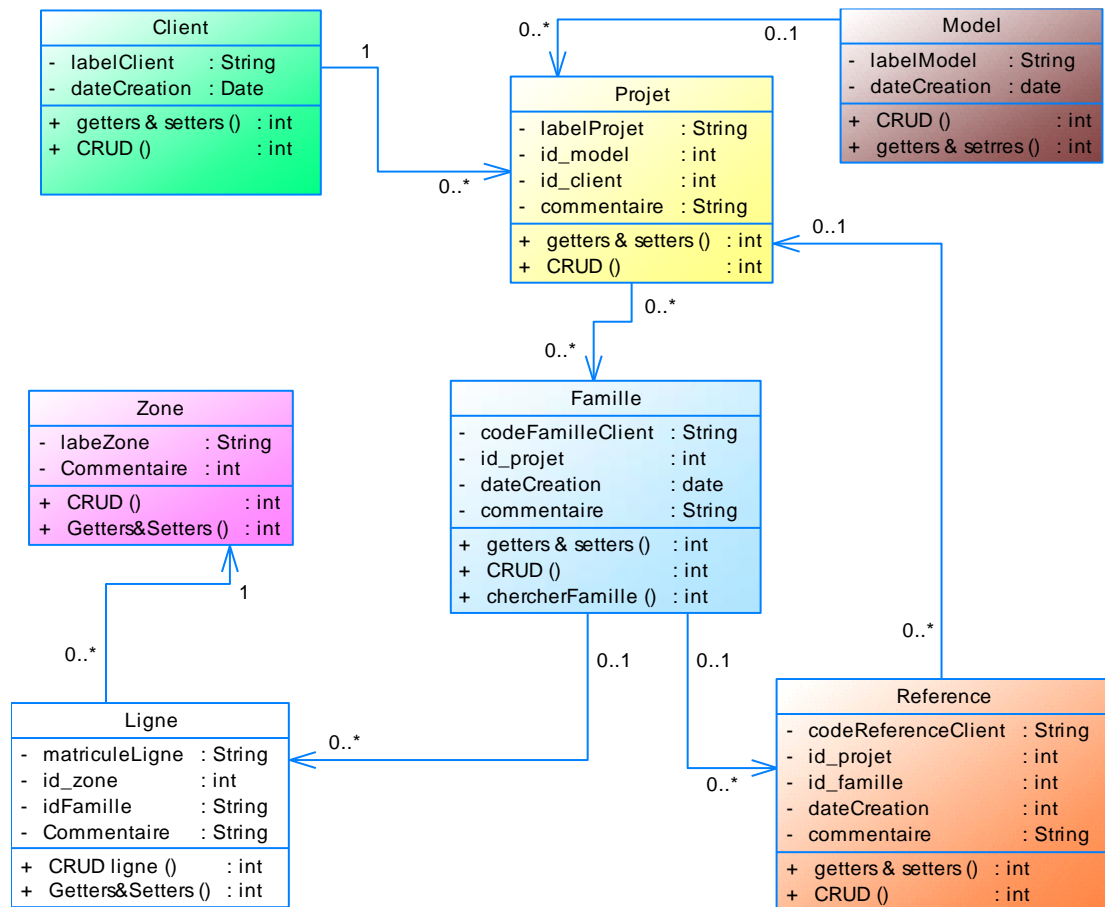 Client
- labelClient : String
- dateCreation : Date
+ getters & setters () : int
+ CRUD () : int
1
0..*
0..*
0..1
Model
- labelModel : String
- dateCreation : date
+ CRUD () : int
+ getters & setrres () : int
Projet
- labelProjet : String
- id_model : int
- id_client : int
- commentaire : String
+ getters & setters () : int
+ CRUD () : int
0..1
0..*
0..*
Zone
- labeZone : String
- Commentaire : int
+ CRUD () : int
+ Getters&Setters () : int
Famille
- codeFamilleClient : String
- id_projet : int
- dateCreation : date
- commentaire : String
+ getters & setters () : int
+ CRUD () : int
+ chercherFamille () : int
1
0..*
0..1
0..1
0..*
0..*
0..*
Ligne
- matriculeLigne : String
- id_zone : int
- idFamille : String
- Commentaire : String
+ CRUD ligne () : int
+ Getters&Setters () : int
Reference
- codeReferenceClient : String
- id_projet : int
- id_famille : int
- dateCreation : int
- commentaire : String
+ getters & setters () : int
+ CRUD () : int